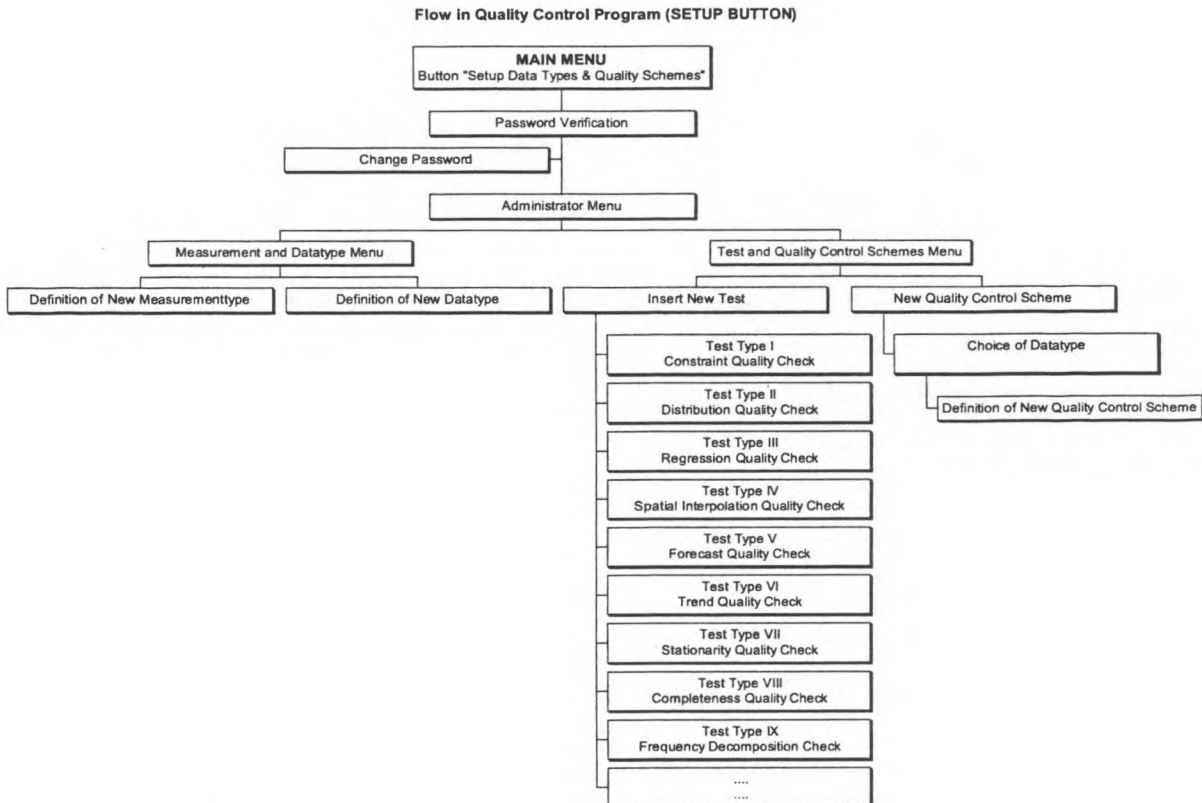 Flow in Quality Control Program (SETUP BUTTON)
MAIN MENU
Button "Setup Data Types & Quality Schemes"
Password Verification
Change Password
Administrator Menu
Measurement and Datatype Menu
Test and Quality Control Schemes Menu
Definition of New Measurementtype
Definition of New Datatype
Insert New Test
New Quality Control Scheme
Test Type I
Constraint Quality Check
Choice of Datatype
Test Type II
Distribution Quality Check
Definition of New Quality Control Scheme
Test Type III
Regression Quality Check
Test Type IV
Spatial Interpolation Quality Check
Test Type V
Forecast Quality Check
Test Type VI
Trend Quality Check
Test Type VII
Stationarity Quality Check
Test Type VIII
Completeness Quality Check
Test Type IX
Frequency Decomposition Check
....
....